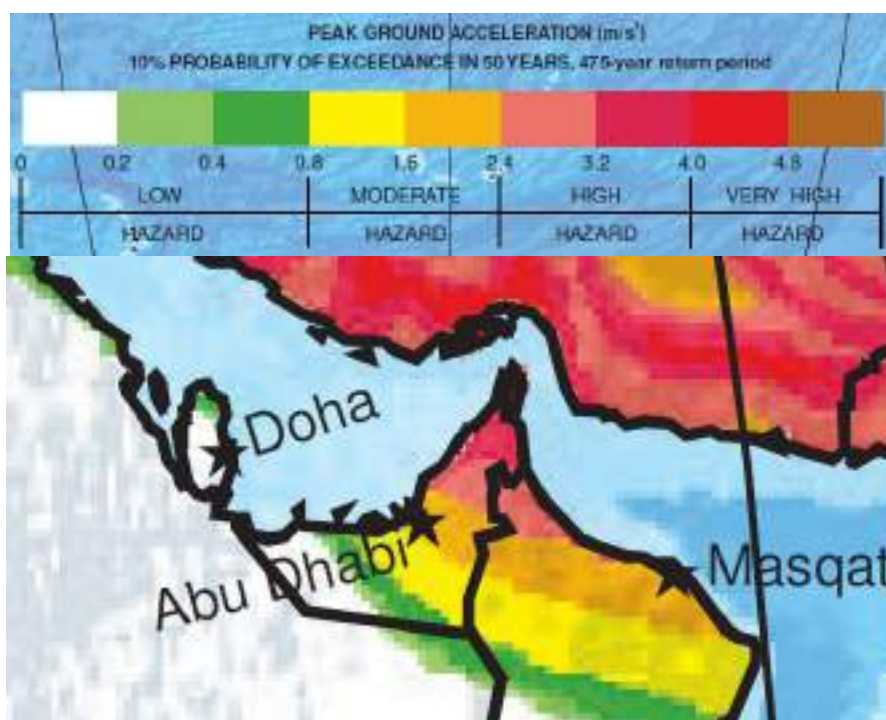 PEAK GROUND ACCELERATION (m/s²)
10% PROBABILITY OF EXCEEDANCE IN 50 YEARS, 475-year return period
0 0.2 0.4 0.8 1.6 2.4 3.2 4.0 4.8
LOW MODERATE HIGH VERY HIGH
HAZARD HAZARD HAZARD HAZARD
Doha
Abu Dhabi
Masqat